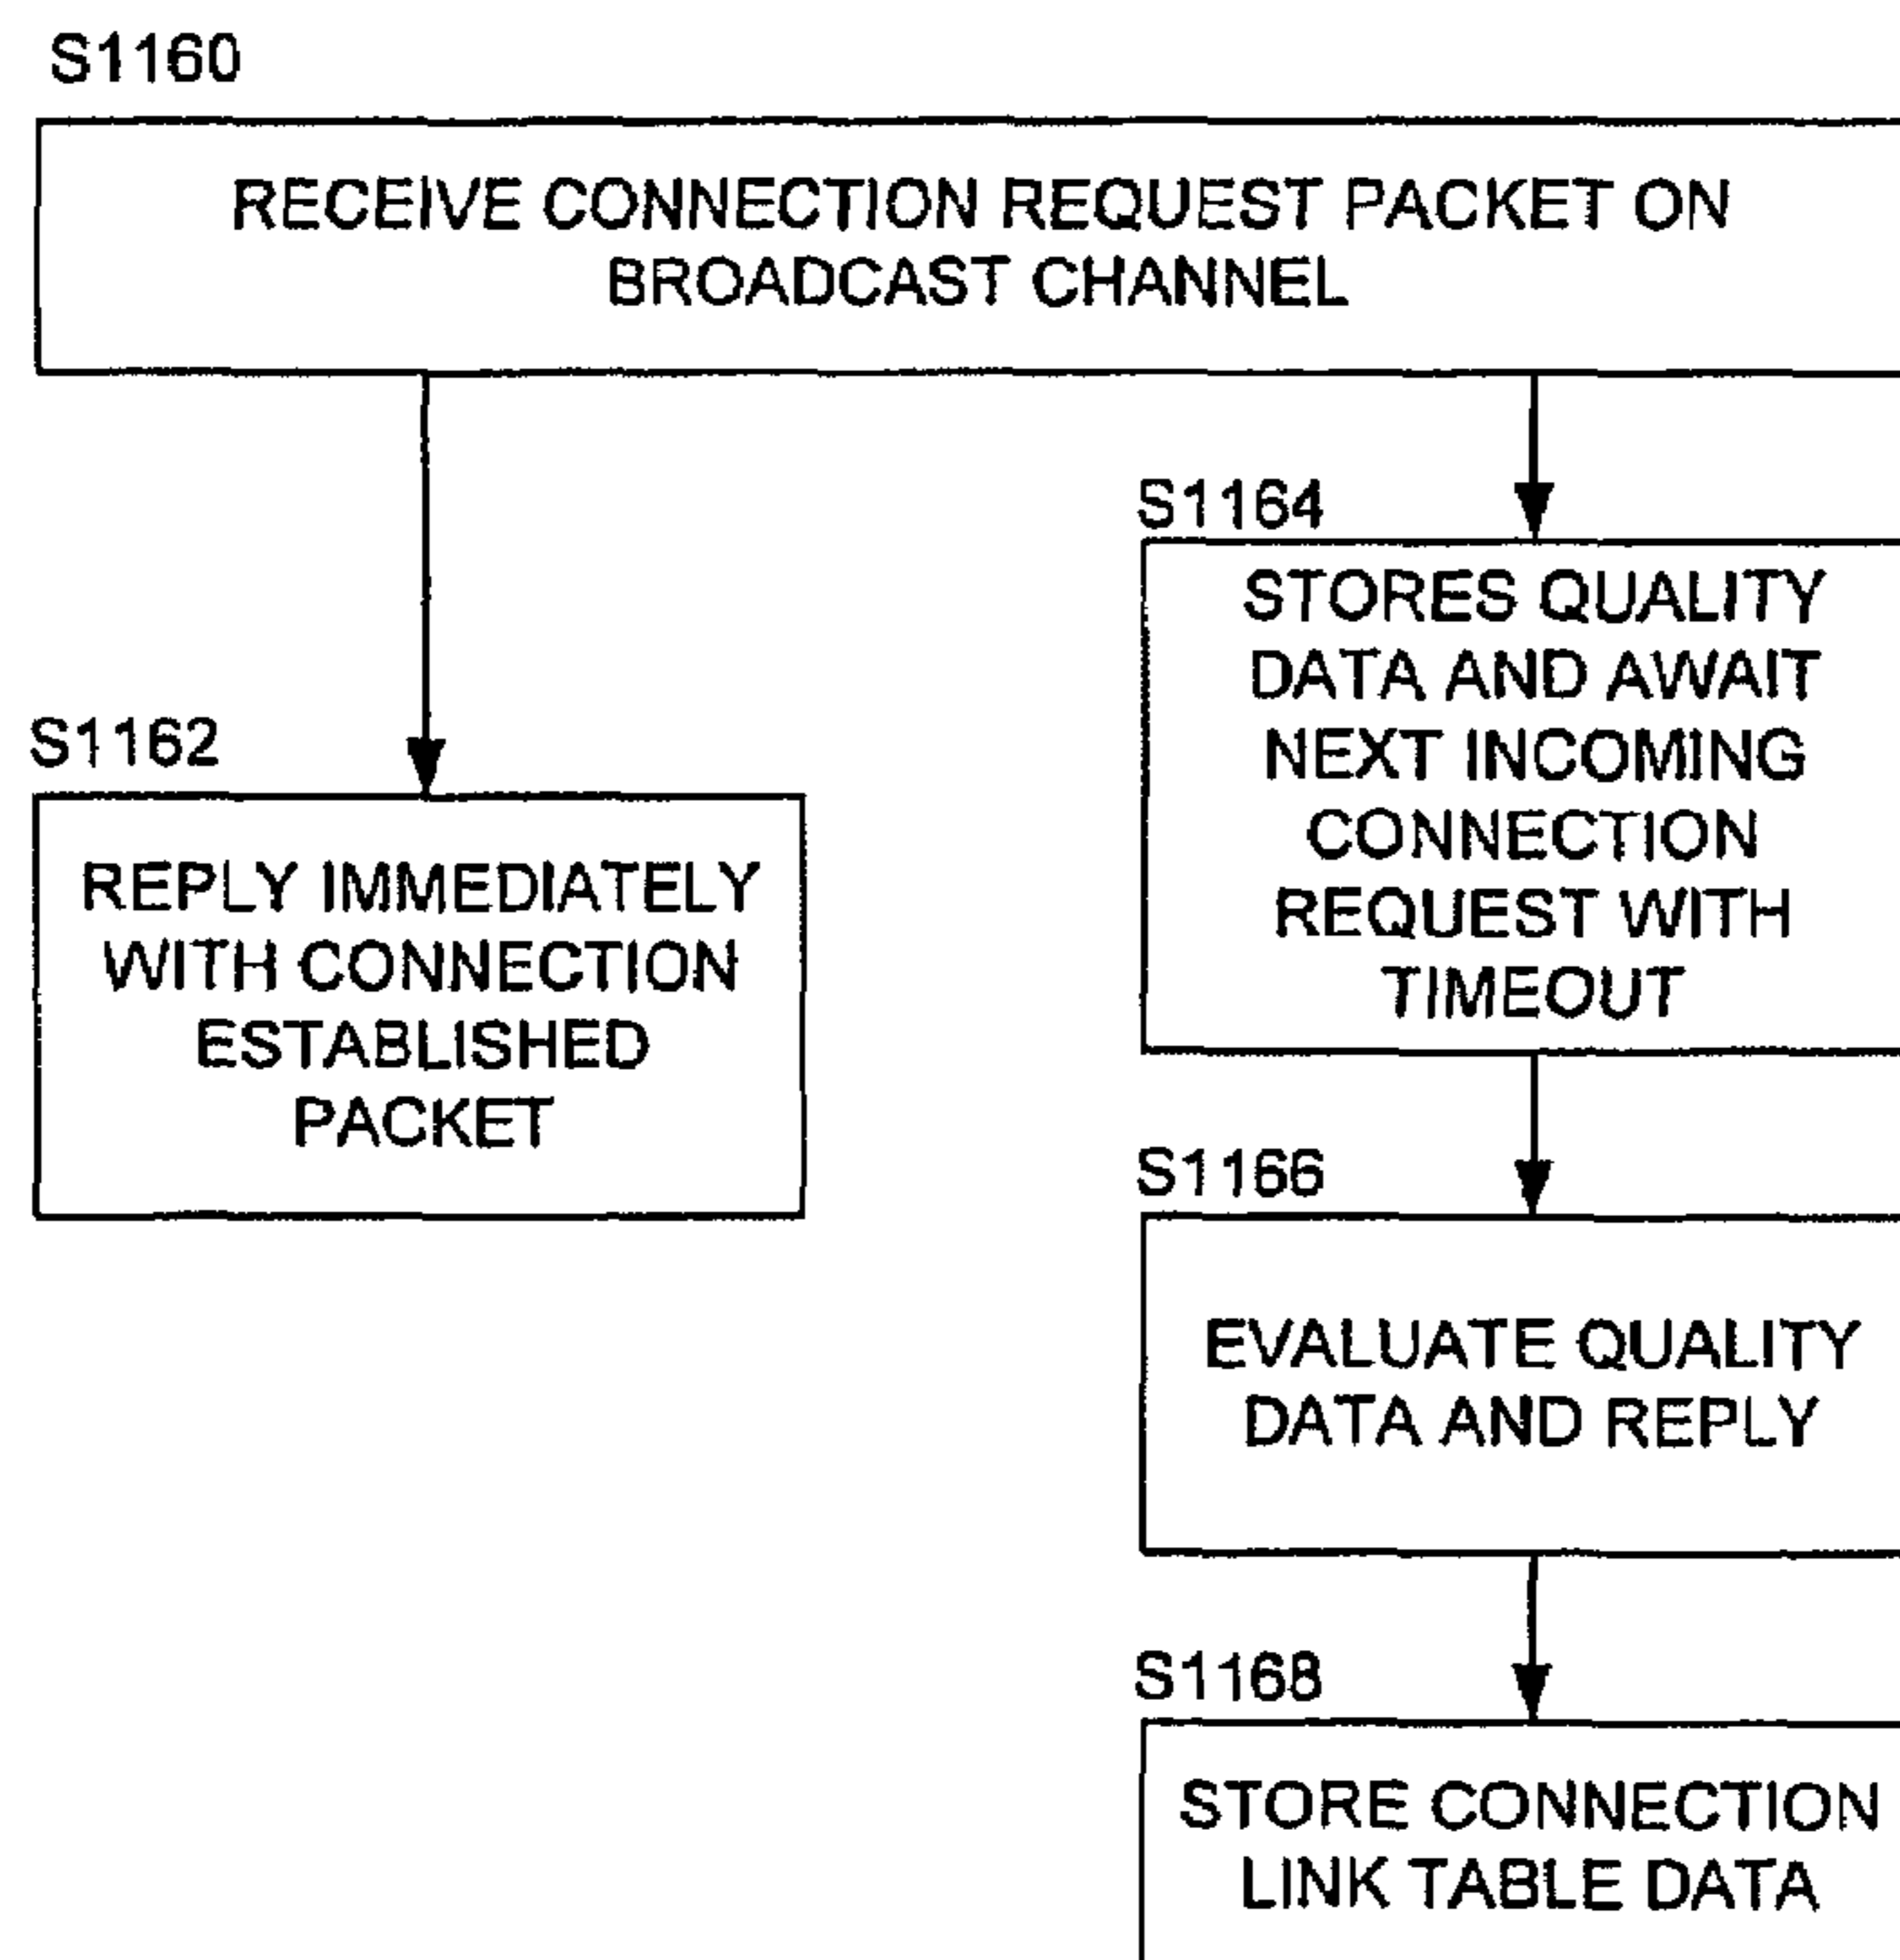 S1160
RECEIVE CONNECTION REQUEST PACKET ON
BROADCAST CHANNEL
S1162
REPLY IMMEDIATELY
WITH CONNECTION
ESTABLISHED
PACKET
S1164
STORES QUALITY
DATA AND AWAIT
NEXT INCOMING
CONNECTION
REQUEST WITH
TIMEOUT
S1166
EVALUATE QUALITY
DATA AND REPLY
S1168
STORE CONNECTION
LINK TABLE DATA